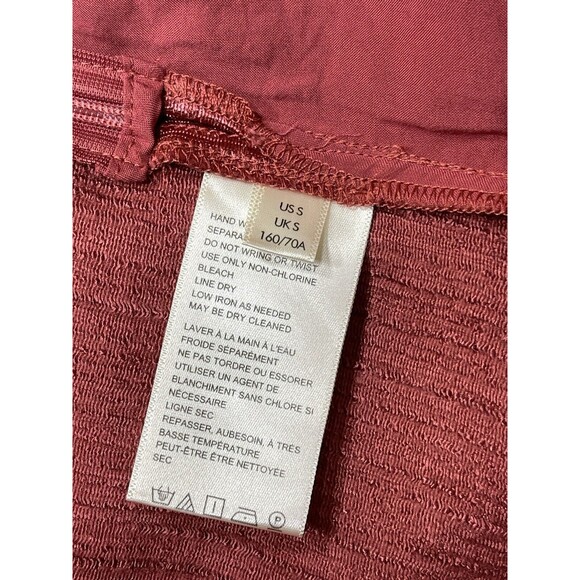 US S
UK S
160/70A
HAND W
SEPARA
DO NOT WRING OR TWIST
USE ONLY NON-CHLORINE
BLEACH
LINE DRY
LOW IRON AS NEEDED
MAY BE DRY CLEANED
LAVER À LA MAIN À L'EAU
FROIDE SÉPARÉMENT
NE PAS TORDRE OU ESSORER
UTILISER UN AGENT DE
BLANCHIMENT SANS CHLORE SI
NÉCESSAIRE
LIGNE SEC
REPASSER, AUBESOIN, À TRES
BASSE TEMPÉRATURE
PEUT-ÊTRE ÊTRE NETTOYÉE
SEC
P